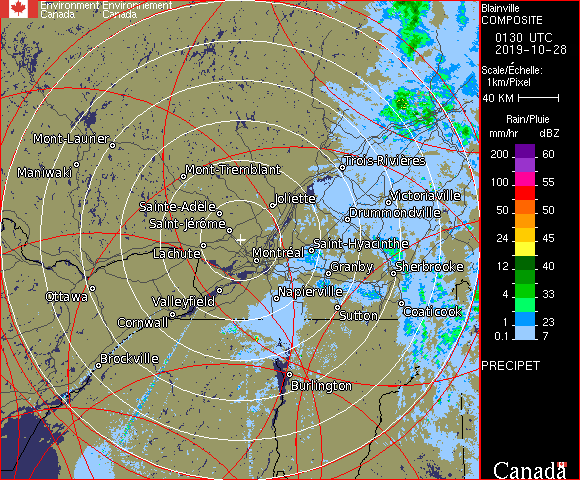 Environment Environnement
Canada Canada
Blainville
COMPOSITE
0130 UTC
2019-10-28
Scale/Échelle:
1km/Pixel
40 KM
Rain/Pluie
mm/hr dBZ
200 60
100 55
50 50
24 45
12 40
4 33
1 23
0.1 7
PRECIPET
Canada
Mont-Laurier
Maniwaki
Mont-Tremblant
Trois-Rivières
Joliette
Victoriaville
Sainte-Adèle
Drummondville
Saint-Jérôme
Saint-Hyacinthe
Lachute
Montréal
Granby
Sherbrooke
Ottawa
Valleyfield
Napierville
Coaticook
Sutton
Cornwall
Brockville
Burlington